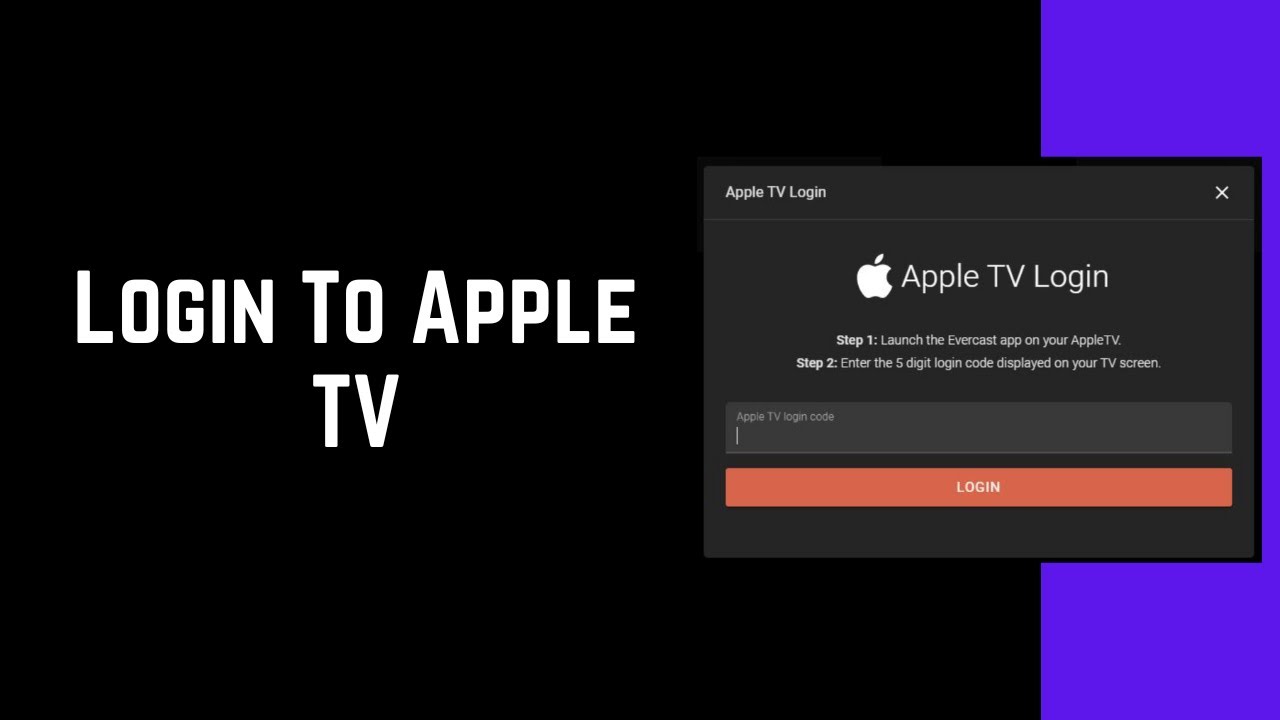 Login To Apple
TV
Apple TV Login
Apple TV Login
Step 1: Launch the Evercast app on your AppleTV.
Step 2: Enter the 5 digit login code displayed on your TV screen.
Apple TV login code
LOGIN